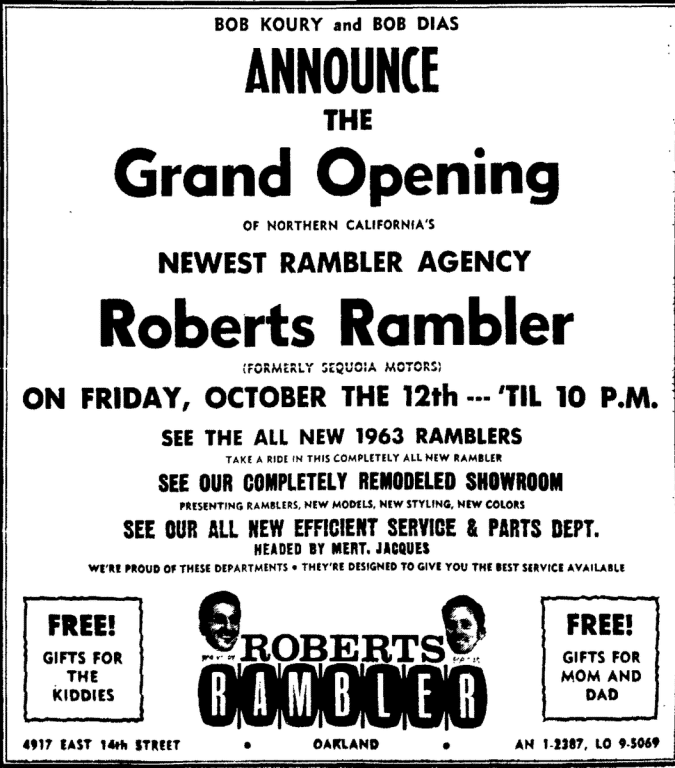 BOB KOURY and BOB DIAS
ANNOUNCE
THE
Grand Opening
OF NORTHERN CALIFORNIA'S
NEWEST RAMBLER AGENCY
Roberts Rambler
(FORMERLY SEQUOIA MOTORS)
ON FRIDAY, OCTOBER THE 12th --- 'TIL 10 P.M.
SEE THE ALL NEW 1963 RAMBLERS
TAKE A RIDE IN THIS COMPLETELY ALL NEW RAMBLER
SEE OUR COMPLETELY REMODELED SHOWROOM
PRESENTING RAMBLERS, NEW MODELS, NEW STYLING, NEW COLORS
SEE OUR ALL NEW EFFICIENT SERVICE & PARTS DEPT.
HEADED BY MERT. JACQUES
WE'RE PROUD OF THESE DEPARTMENTS • THEY'RE DESIGNED TO GIVE YOU THE BEST SERVICE AVAILABLE
FREE!
GIFTS FOR
THE
KIDDIES
ROBERTS
RAMBLER
FREE!
GIFTS FOR
MOM AND
DAD
4917 EAST 14th STREET • OAKLAND • AN 1-2387, LO 9-5069